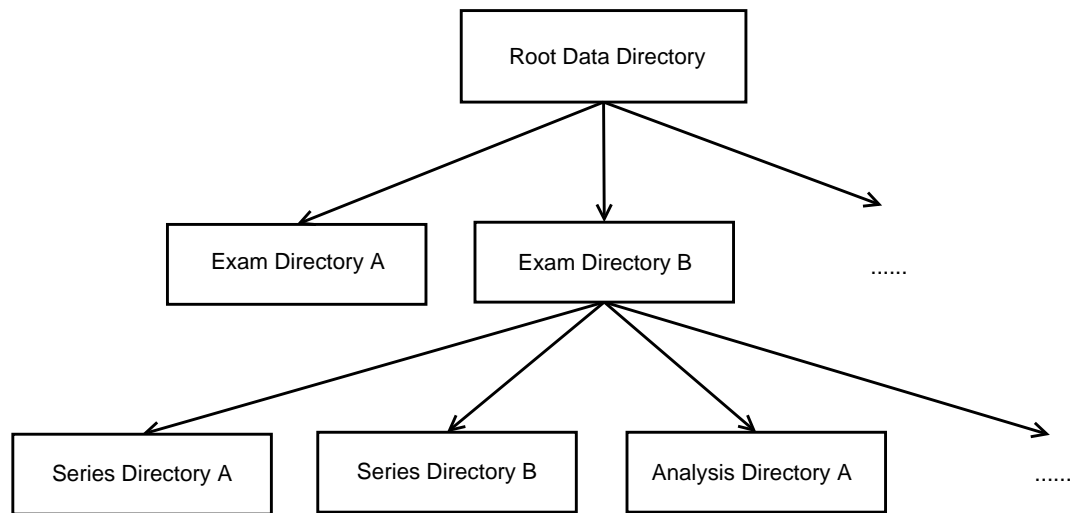 Root Data Directory
Exam Directory A
Exam Directory B
......
Series Directory A
Series Directory B
Analysis Directory A
......